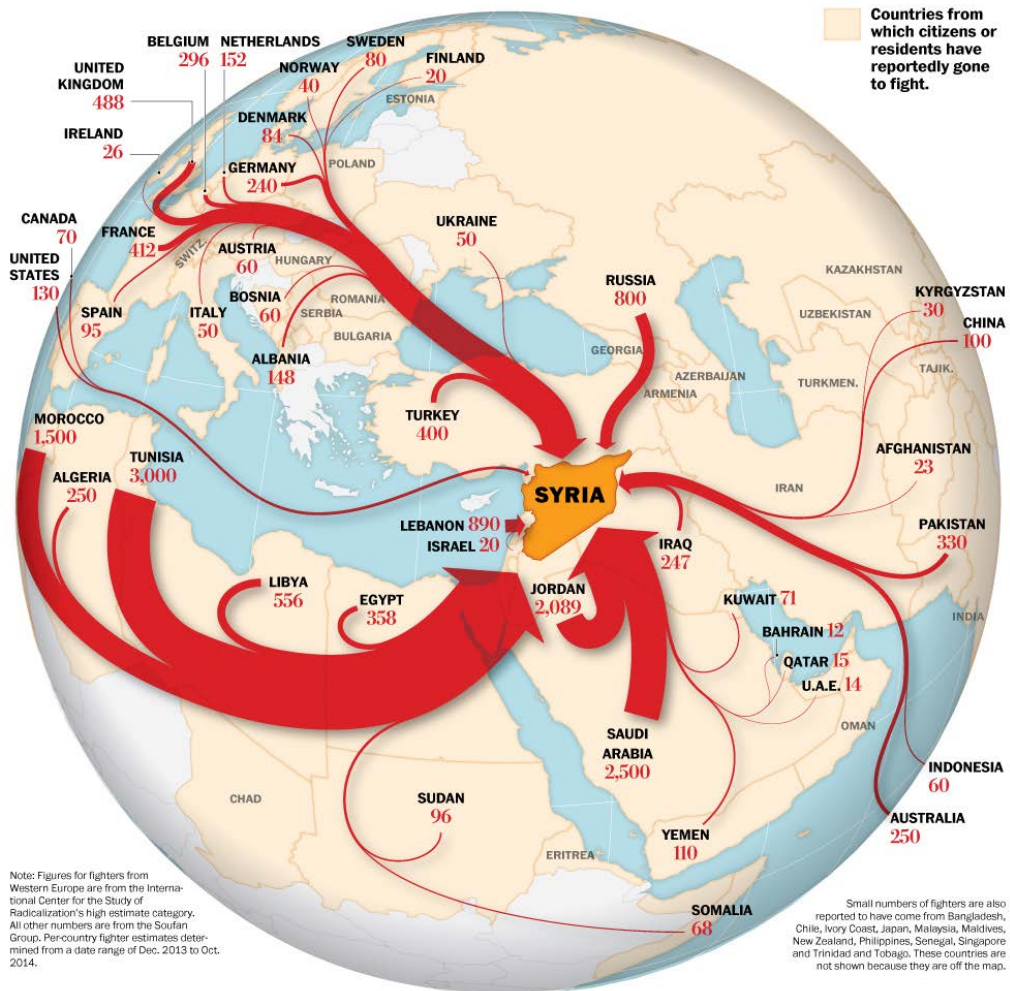 Countries from
which citizens or
residents have
reportedly gone
to fight.
BELGIUM
296
NETHERLANDS
152
SWEDEN
80
NORWAY
40
FINLAND
20
UNITED
KINGDOM
488
ESTONIA
IRELAND
26
DENMARK
84
POLAND
GERMANY
240
CANADA
70
FRANCE
412
SWITZ.
AUSTRIA
60
HUNGARY
UKRAINE
50
UNITED
STATES
130
SPAIN
95
ITALY
50
BOSNIA
60
ROMANIA
SERBIA
BULGARIA
ALBANIA
148
RUSSIA
800
KAZAKHSTAN
KYRGYZSTAN
30
UZBEKISTAN
CHINA
100
GEORGIA
AZERBAIJAN
ARMENIA
TURKMEN.
TAJIK.
TURKEY
400
MOROCCO
1,500
TUNISIA
3,000
ALGERIA
250
AFGHANISTAN
23
SYRIA
IRAN
LEBANON 890
ISRAEL 20
PAKISTAN
330
IRAQ
247
LIBYA
556
EGYPT
358
JORDAN
2,089
KUWAIT 71
INDIA
BAHRAIN 12
QATAR 15
U.A.E. 14
OMAN
SAUDI
ARABIA
2,500
INDONESIA
60
CHAD
SUDAN
96
AUSTRALIA
250
YEMEN
110
ERITREA
SOMALIA
68
Note: Figures for fighters from
Western Europe are from the Interna-
tional Center for the Study of
Radicalization's high estimate category.
All other numbers are from the Soufan
Group. Per-country fighter estimates deter-
mined from a date range of Dec. 2013 to Oct.
2014.
Small numbers of fighters are also
reported to have come from Bangladesh,
Chile, Ivory Coast, Japan, Malaysia, Maldives,
New Zealand, Philippines, Senegal, Singapore
and Trinidad and Tobago. These countries are
not shown because they are off the map.